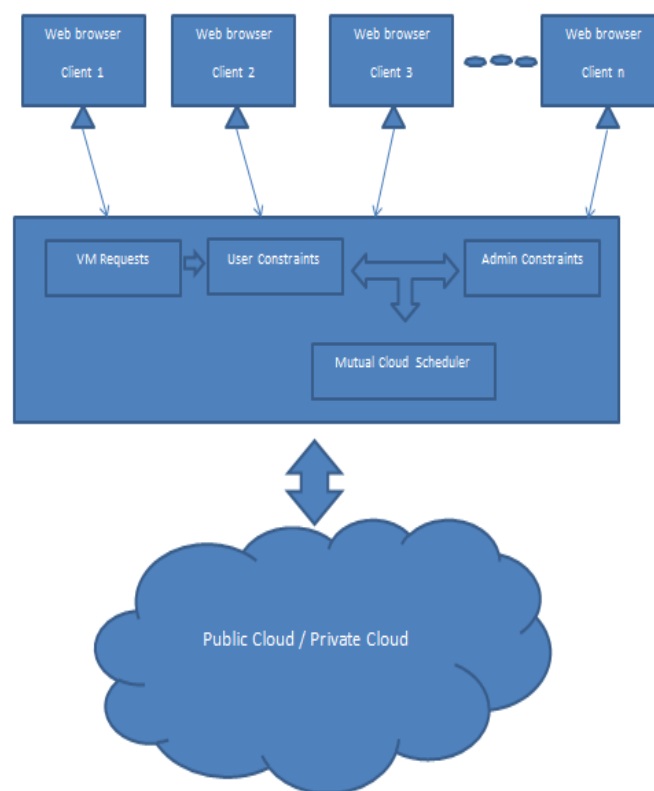 Web browser
Client 1
Web browser
Client 2
Web browser
Client 3
Web browser
Client n
VM Requests
User Constraints
Admin Constraints
Mutual Cloud Scheduler
Public Cloud / Private Cloud